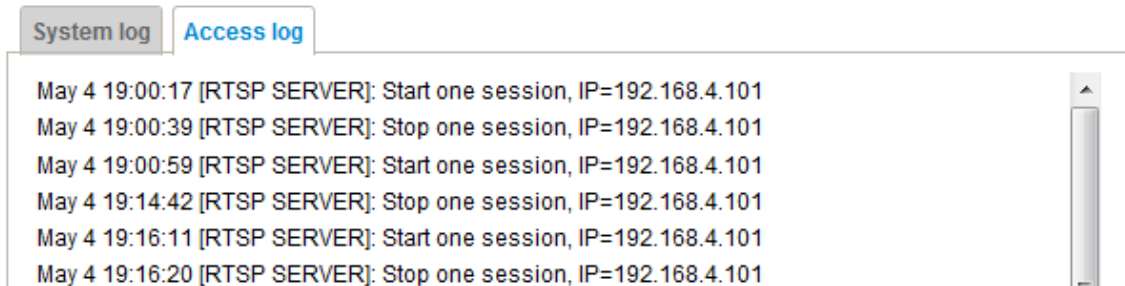 System log Access log
May 4 19:00:17 [RTSP SERVER]: Start one session, IP=192.168.4.101
May 4 19:00:39 [RTSP SERVER]: Stop one session, IP=192.168.4.101
May 4 19:00:59 [RTSP SERVER]: Start one session, IP=192.168.4.101
May 4 19:14:42 [RTSP SERVER]: Stop one session, IP=192.168.4.101
May 4 19:16:11 [RTSP SERVER]: Start one session, IP=192.168.4.101
May 4 19:16:20 [RTSP SERVER]: Stop one session, IP=192.168.4.101